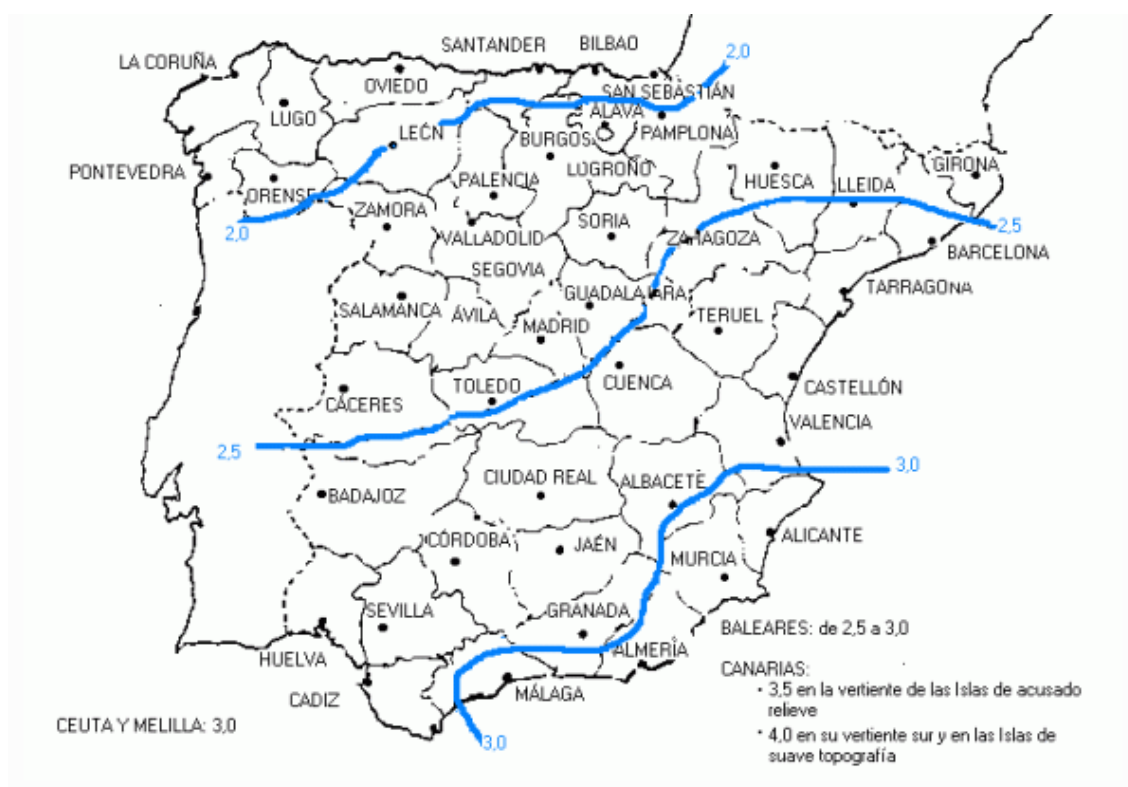 SANTANDER
BILBAO
2,0
LA CORUÑA
OVIEDO
SAN SEBASTIÁN
LUGO
ÁLAVA
LEÓN
BURGOS
PAMPLONA
PONTEVEDRA
ORENSE
PALENCIA
LOGROÑO
HUESCA
LLEIDA
GIRONA
ZAMORA
2,0
VALLADOLID
SORIA
ZARAGOZA
2,5
BARCELONA
SEGOVIA
SALAMANCA
ÁVILA
GUADALAJARA
TARRAGONA
MADRID
TERUEL
CÁCERES
TOLEDO
CUENCA
CASTELLÓN
VALENCIA
2,5
3,0
BADAJOZ
CIUDAD REAL
ALBACETE
CÓRDOBA
JAÉN
MURCIA
ALICANTE
SEVILLA
GRANADA
BALEARES: de 2,5 a 3,0
HUELVA
ALMERÍA
CADIZ
MÁLAGA
CANARIAS:
• 3,5 en la vertiente de las Islas de acusado
relieve
CEUTA Y MELILLA: 3,0
3,0
• 4,0 en su vertiente sur y en las Islas de
suave topografía